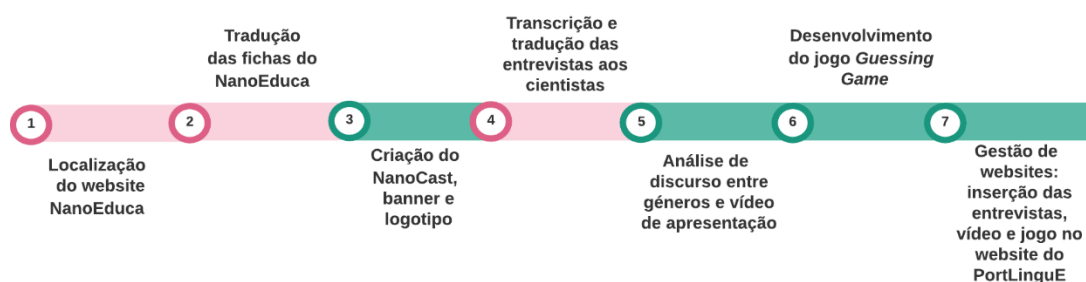 1
Localização
do website
NanoEduca
2
Tradução
das fichas do
NanoEduca
3
Criação do
NanoCast,
banner e
logotipo
4
Transcrição e
tradução das
entrevistas aos
cientistas
5
Análise de
discurso entre
géneros e vídeo
de apresentação
6
Desenvolvimento
do jogo Guessing
Game
7
Gestão de
websites:
inserção das
entrevistas,
vídeo e jogo no
website do
PortLinguE